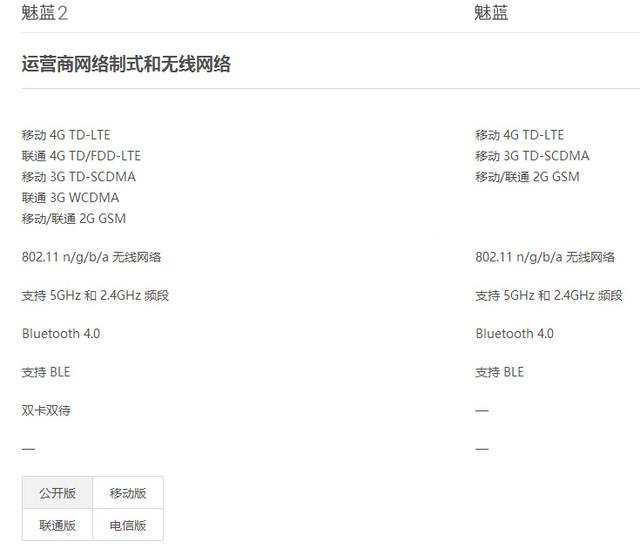 魅蓝2
魅蓝
运营商网络制式和无线网络
移动 4G TD-LTE
联通 4G TD/FDD-LTE
移动 3G TD-SCDMA
联通 3G WCDMA
移动/联通 2G GSM
移动 4G TD-LTE
移动 3G TD-SCDMA
移动/联通 2G GSM
802.11 n/g/b/a 无线网络
802.11 n/g/b/a 无线网络
支持 5GHz 和 2.4GHz 频段
支持 5GHz 和 2.4GHz 频段
Bluetooth 4.0
Bluetooth 4.0
支持 BLE
支持 BLE
双卡双待
—
—
—
公开版
移动版
联通版
电信版